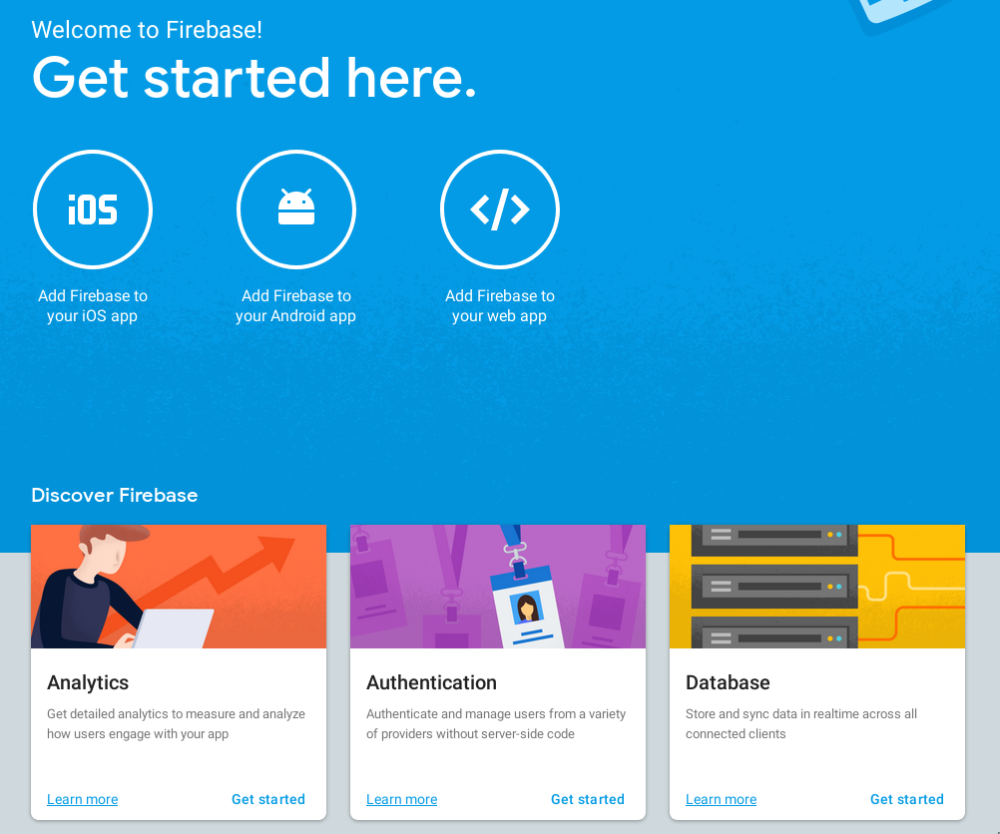 Welcome to Firebase!
Get started here.
iOS
Add Firebase to
your iOS app
Add Firebase to
your Android app
</>
Add Firebase to
your web app
Discover Firebase
Analytics
Get detailed analytics to measure and analyze
how users engage with your app
Learn more
Get started
Authentication
Authenticate and manage users from a variety
of providers without server-side code
Learn more
Get started
Database
Store and sync data in realtime across all
connected clients
Learn more
Get started